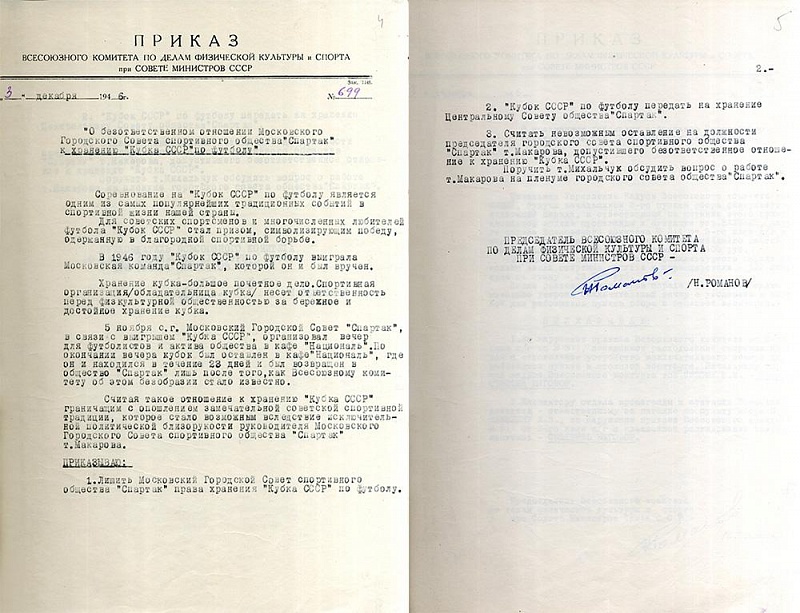 4
ПРИКАЗ
ВСЕСОЮЗНОГО КОМИТЕТА ПО ДЕЛАМ ФИЗИЧЕСКОЙ КУЛЬТУРЫ и СПОРТА
при СОВЕТЕ МИНИСТРОВ СССР
3 " декабря 1946г. № 699
"О безответственном отношении Московского
Городского Совета спортивного общества"Спартак"
к хранению "Кубка СССР"по футболу"
Соревнование на "Кубок СССР" по футболу является
одним из самых популярнейших традиционных событий в
спортивной жизни нашей страны.
Для советских спортсменов и многочисленных любителей
футбола "Кубок СССР" стал призом, символизирующим победу,
одержанную в благородной спортивной борьбе.
В 1946 году "Кубок СССР" по футболу выиграла
Московская команда"Спартак", которой он и был вручен.
Хранение кубка-большое почетное дело.Спортивная
организация/обладательница кубка/ несет ответственность
перед физкультурной общественностью за бережное и
достойное хранение кубка.
5 ноября с.г. Московский Городской Совет "Спартак",
в связи с выигрышем "Кубка СССР", организовал вечер
для футболистов и актива общества в кафе "Националь".По
окончании вечера кубок был оставлен в кафе"Националь", где
он и находился в течение 23 дней и был возвращен в
общество "Спартак" лишь после того,как Всесоюзному коми-
тету об этом безобразии стало известно.
Считая такое отношение к хранению "Кубка СССР"
граничащим с опошлением замечательной советской спортивной
традиции, которое стало возможным вследствие исключитель-
ной политической близорукости руководителя Московского
Городского Совета спортивного общества "Спартак"
т.Макарова.
ПРИКАЗЫВАЮ:
1.Лишить Московский Городской Совет спортивного
общества "Спартак" права хранения "Кубка СССР" по футболу.
5
2.-
2. "Кубок СССР" по футболу передать на хранение
Центральному Совету общества"Спартак".
3. Считать невозможным оставление на должности
председателя городского совета спортивного общества
"Спартак" т.Макарова, допустившего безответственное отноше-
ние к хранению "Кубка СССР".
Поручить т.Михальчук обсудить вопрос о работе
т.Макарова на пленуме городского совета общества"Спартак".
ПРЕДСЕДАТЕЛЬ ВСЕСОЮЗНОГО КОМИТЕТА
ПО ДЕЛАМ ФИЗИЧЕСКОЙ КУЛЬТУРЫ И СПОРТА
ПРИ СОВЕТЕ МИНИСТРОВ СССР -
/Н.РОМАНОВ/